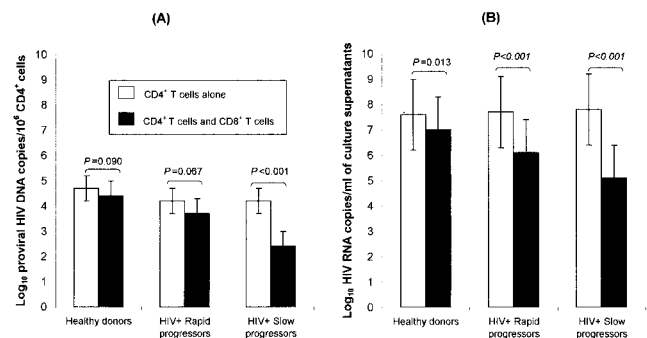 (A)
(B)
Log₁₀ proviral HIV DNA copies/10⁶ CD4⁺ cells
10
9
8
7
6
5
4
3
2
1
0
CD4⁺ T cells alone
CD4⁺ T cells and CD8⁺ T cells
P=0.090
P=0.067
P<0.001
Healthy donors
HIV+ Rapid
progressors
HIV+ Slow
progressors
Log₁₀ HIV RNA copies/ml of culture supernatants
10
9
8
7
6
5
4
3
2
1
0
P=0.013
P<0.001
P<0.001
Healthy donors
HIV+ Rapid
progressors
HIV+ Slow
progressors